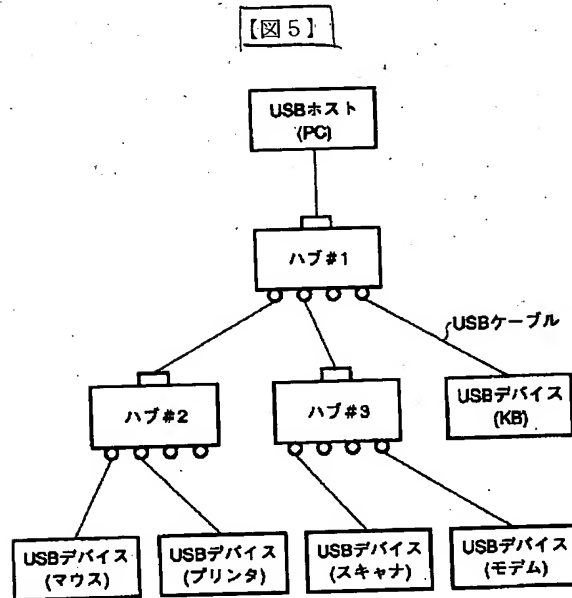 【図5】
USBホスト
(PC)
ハブ#1
USBケーブル
ハブ#2
ハブ#3
USBデバイス
(KB)
USBデバイス
(マウス)
USBデバイス
(プリンタ)
USBデバイス
(スキャナ)
USBデバイス
(モデム)